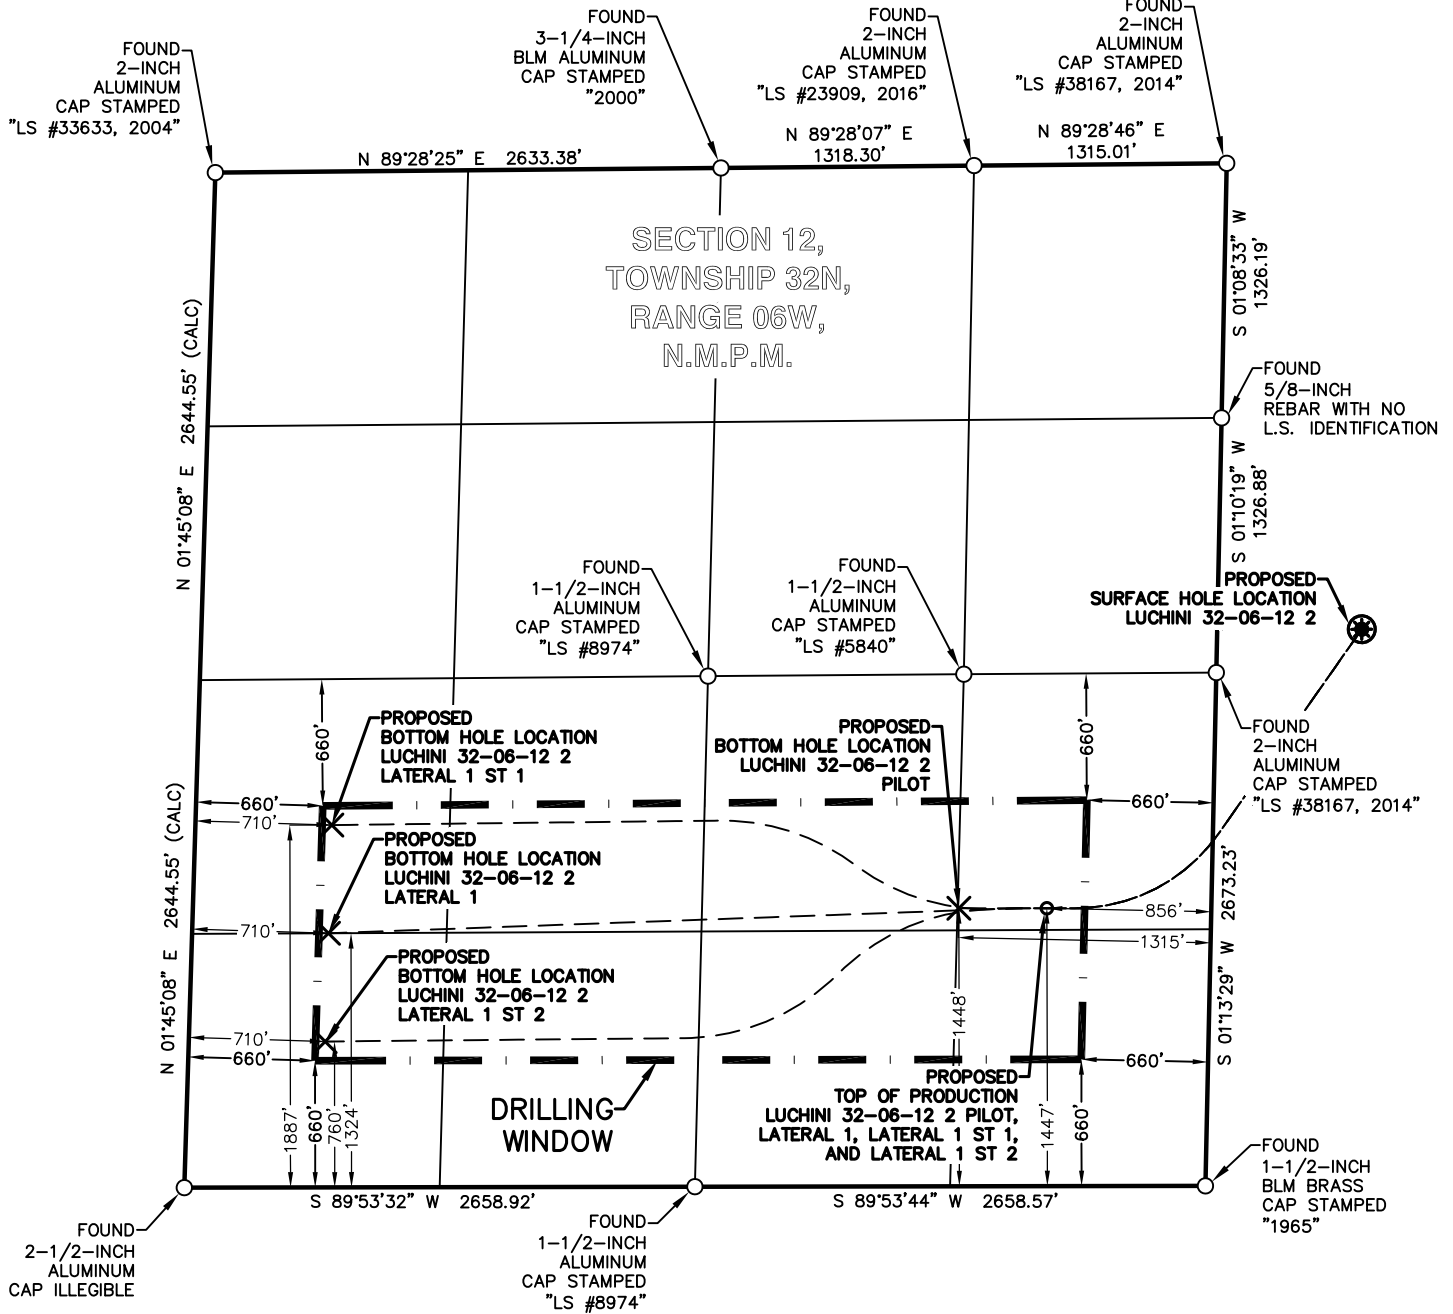 FOUND
2-INCH
ALUMINUM
CAP STAMPED
"LS #33633, 2004"
FOUND
3-1/4-INCH
BLM ALUMINUM
CAP STAMPED
"2000"
FOUND
2-INCH
ALUMINUM
CAP STAMPED
"LS #23909, 2016"
FOUND
2-INCH
ALUMINUM
CAP STAMPED
"LS #38167, 2014"
N 89°28'25" E 2633.38'
N 89°28'07" E
1318.30'
N 89°28'46" E
1315.01'
SECTION 12,
TOWNSHIP 32N,
RANGE 06W,
N.M.P.M.
S 01°08'33" W
1326.19'
N 01°45'08" E 2644.55' (CALC)
FOUND
5/8-INCH
REBAR WITH NO
L.S. IDENTIFICATION
S 01°10'19" W
1326.88'
FOUND
1-1/2-INCH
ALUMINUM
CAP STAMPED
"LS #8974"
FOUND
1-1/2-INCH
ALUMINUM
CAP STAMPED
"LS #5840"
PROPOSED
SURFACE HOLE LOCATION
LUCHINI 32-06-12 2
660'
PROPOSED
BOTTOM HOLE LOCATION
LUCHINI 32-06-12 2
LATERAL 1 ST 1
PROPOSED
BOTTOM HOLE LOCATION
LUCHINI 32-06-12 2
PILOT
660'
FOUND
2-INCH
ALUMINUM
CAP STAMPED
"LS #38167, 2014"
660'
660'
710'
PROPOSED
BOTTOM HOLE LOCATION
LUCHINI 32-06-12 2
LATERAL 1
N 01°45'08" E 2644.55' (CALC)
S 01°13'29" W 2673.23'
856'
710'
1315'
PROPOSED
BOTTOM HOLE LOCATION
LUCHINI 32-06-12 2
LATERAL 1 ST 2
1448'
710'
660'
660'
PROPOSED
TOP OF PRODUCTION
LUCHINI 32-06-12 2 PILOT,
LATERAL 1, LATERAL 1 ST 1,
AND LATERAL 1 ST 2
DRILLING
WINDOW
1887'
660'
760'
1324'
1447'
660'
S 89°53'32" W 2658.92'
S 89°53'44" W 2658.57'
FOUND
1-1/2-INCH
BLM BRASS
CAP STAMPED
"1965"
FOUND
2-1/2-INCH
ALUMINUM
CAP ILLEGIBLE
FOUND
1-1/2-INCH
ALUMINUM
CAP STAMPED
"LS #8974"